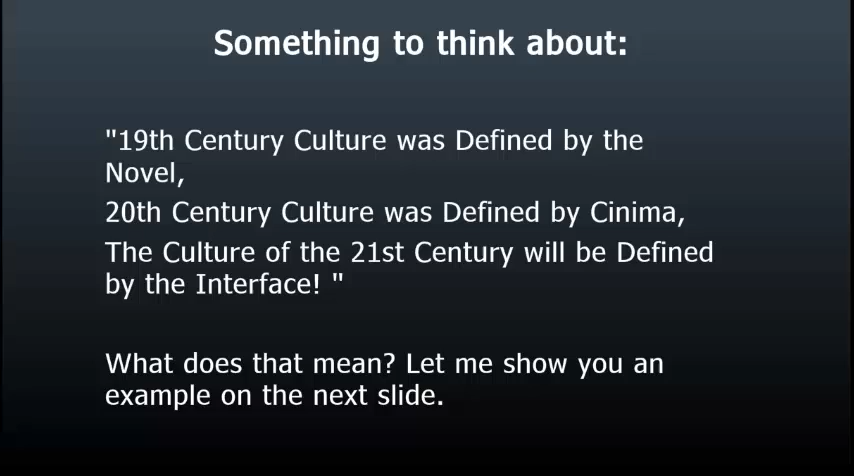 Something to think about:
"19th Century Culture was Defined by the
Novel,
20th Century Culture was Defined by Cinima,
The Culture of the 21st Century will be Defined
by the Interface! "
What does that mean? Let me show you an
example on the next slide.